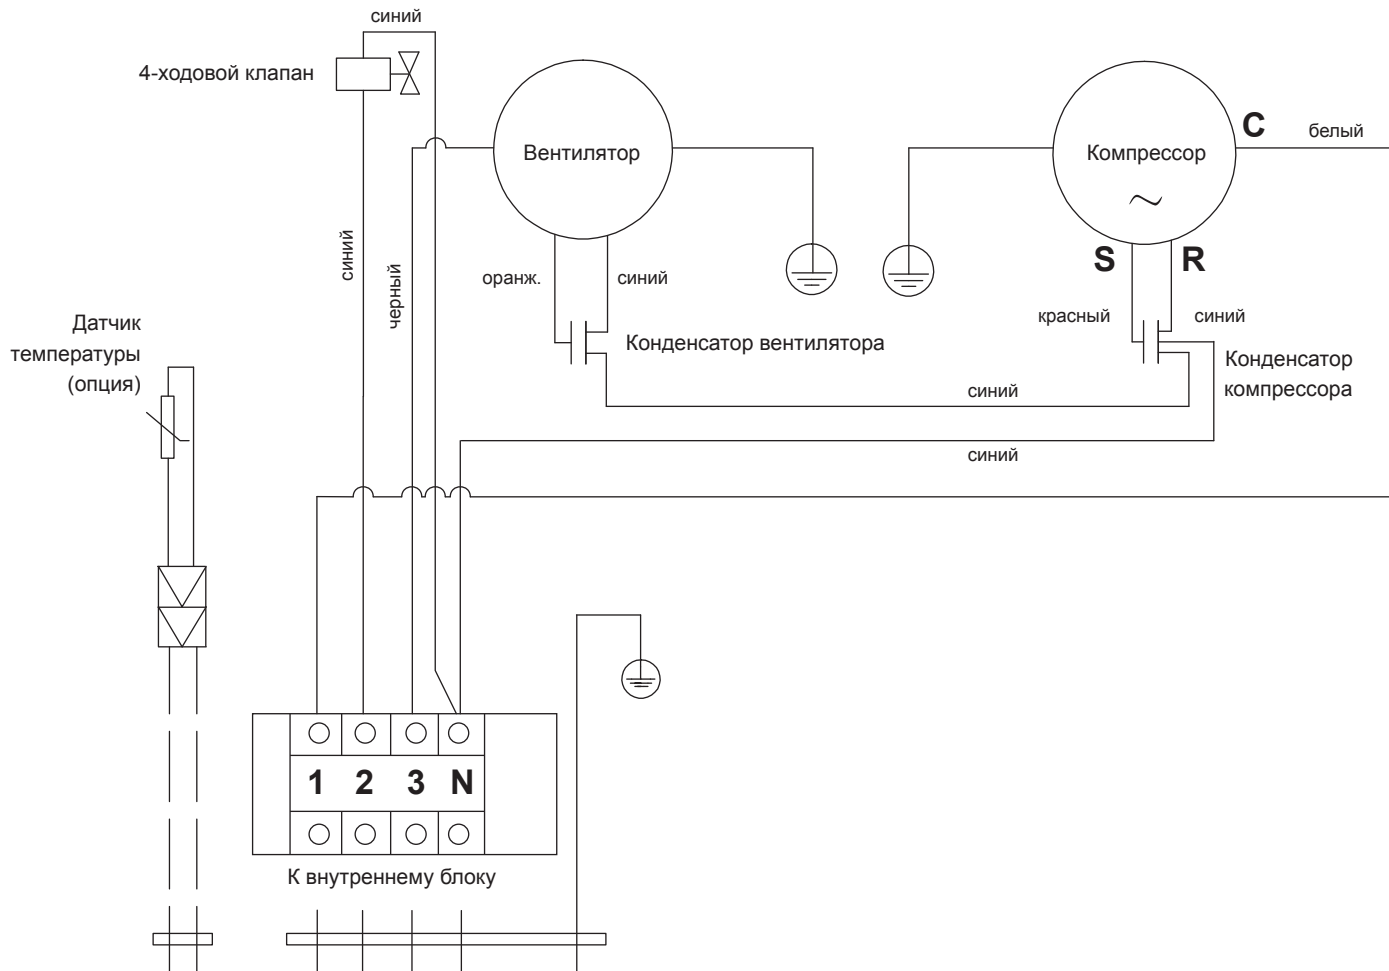 синий
4-ходовой клапан
Вентилятор
Компрессор
C
белый
S
R
синий
черный
оранж.
синий
красный
синий
Датчик
температуры
(опция)
Конденсатор вентилятора
Конденсатор
компрессора
синий
синий
1 2 3 N
К внутреннему блоку